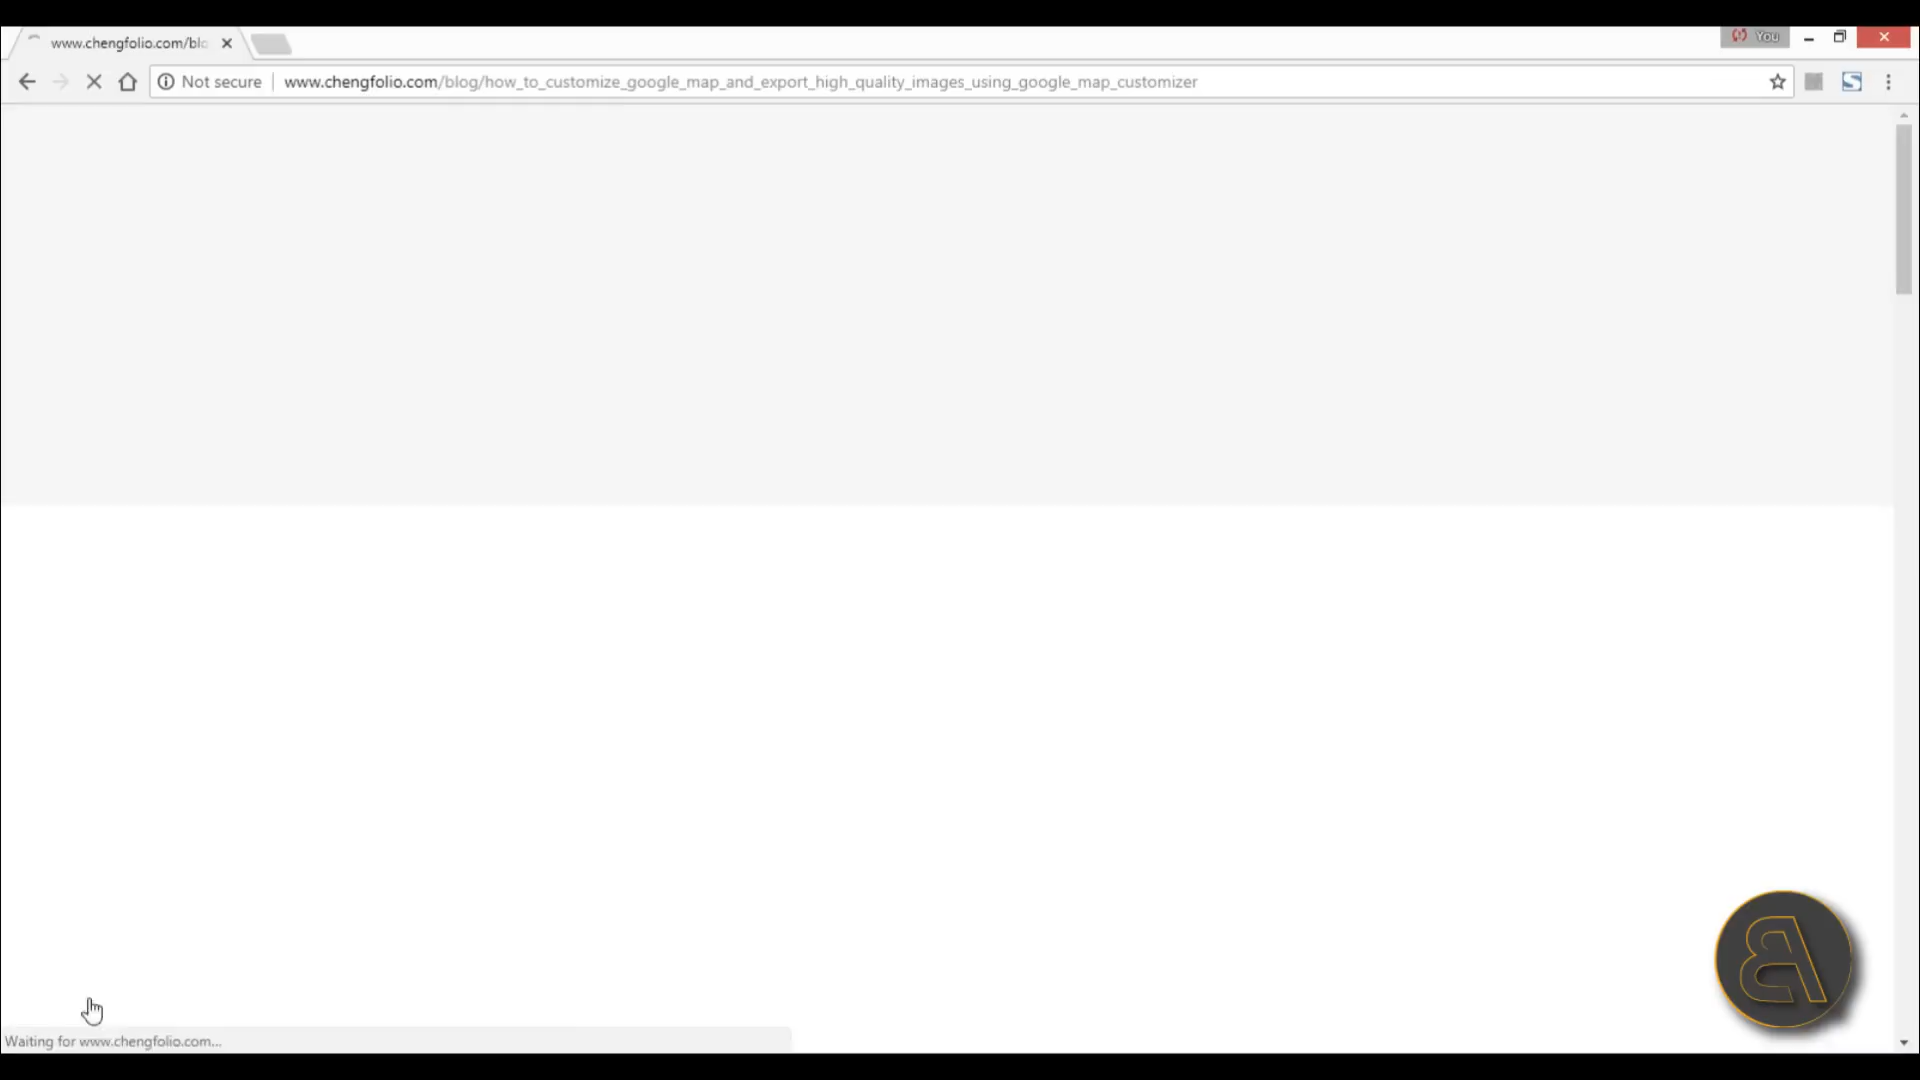 www.chengfolio.com/blo
You
Not secure
www.chengfolio.com/blog/how_to_customize_google_map_and_export_high_quality_images_using_google_map_customizer
Waiting for www.chengfolio.com...